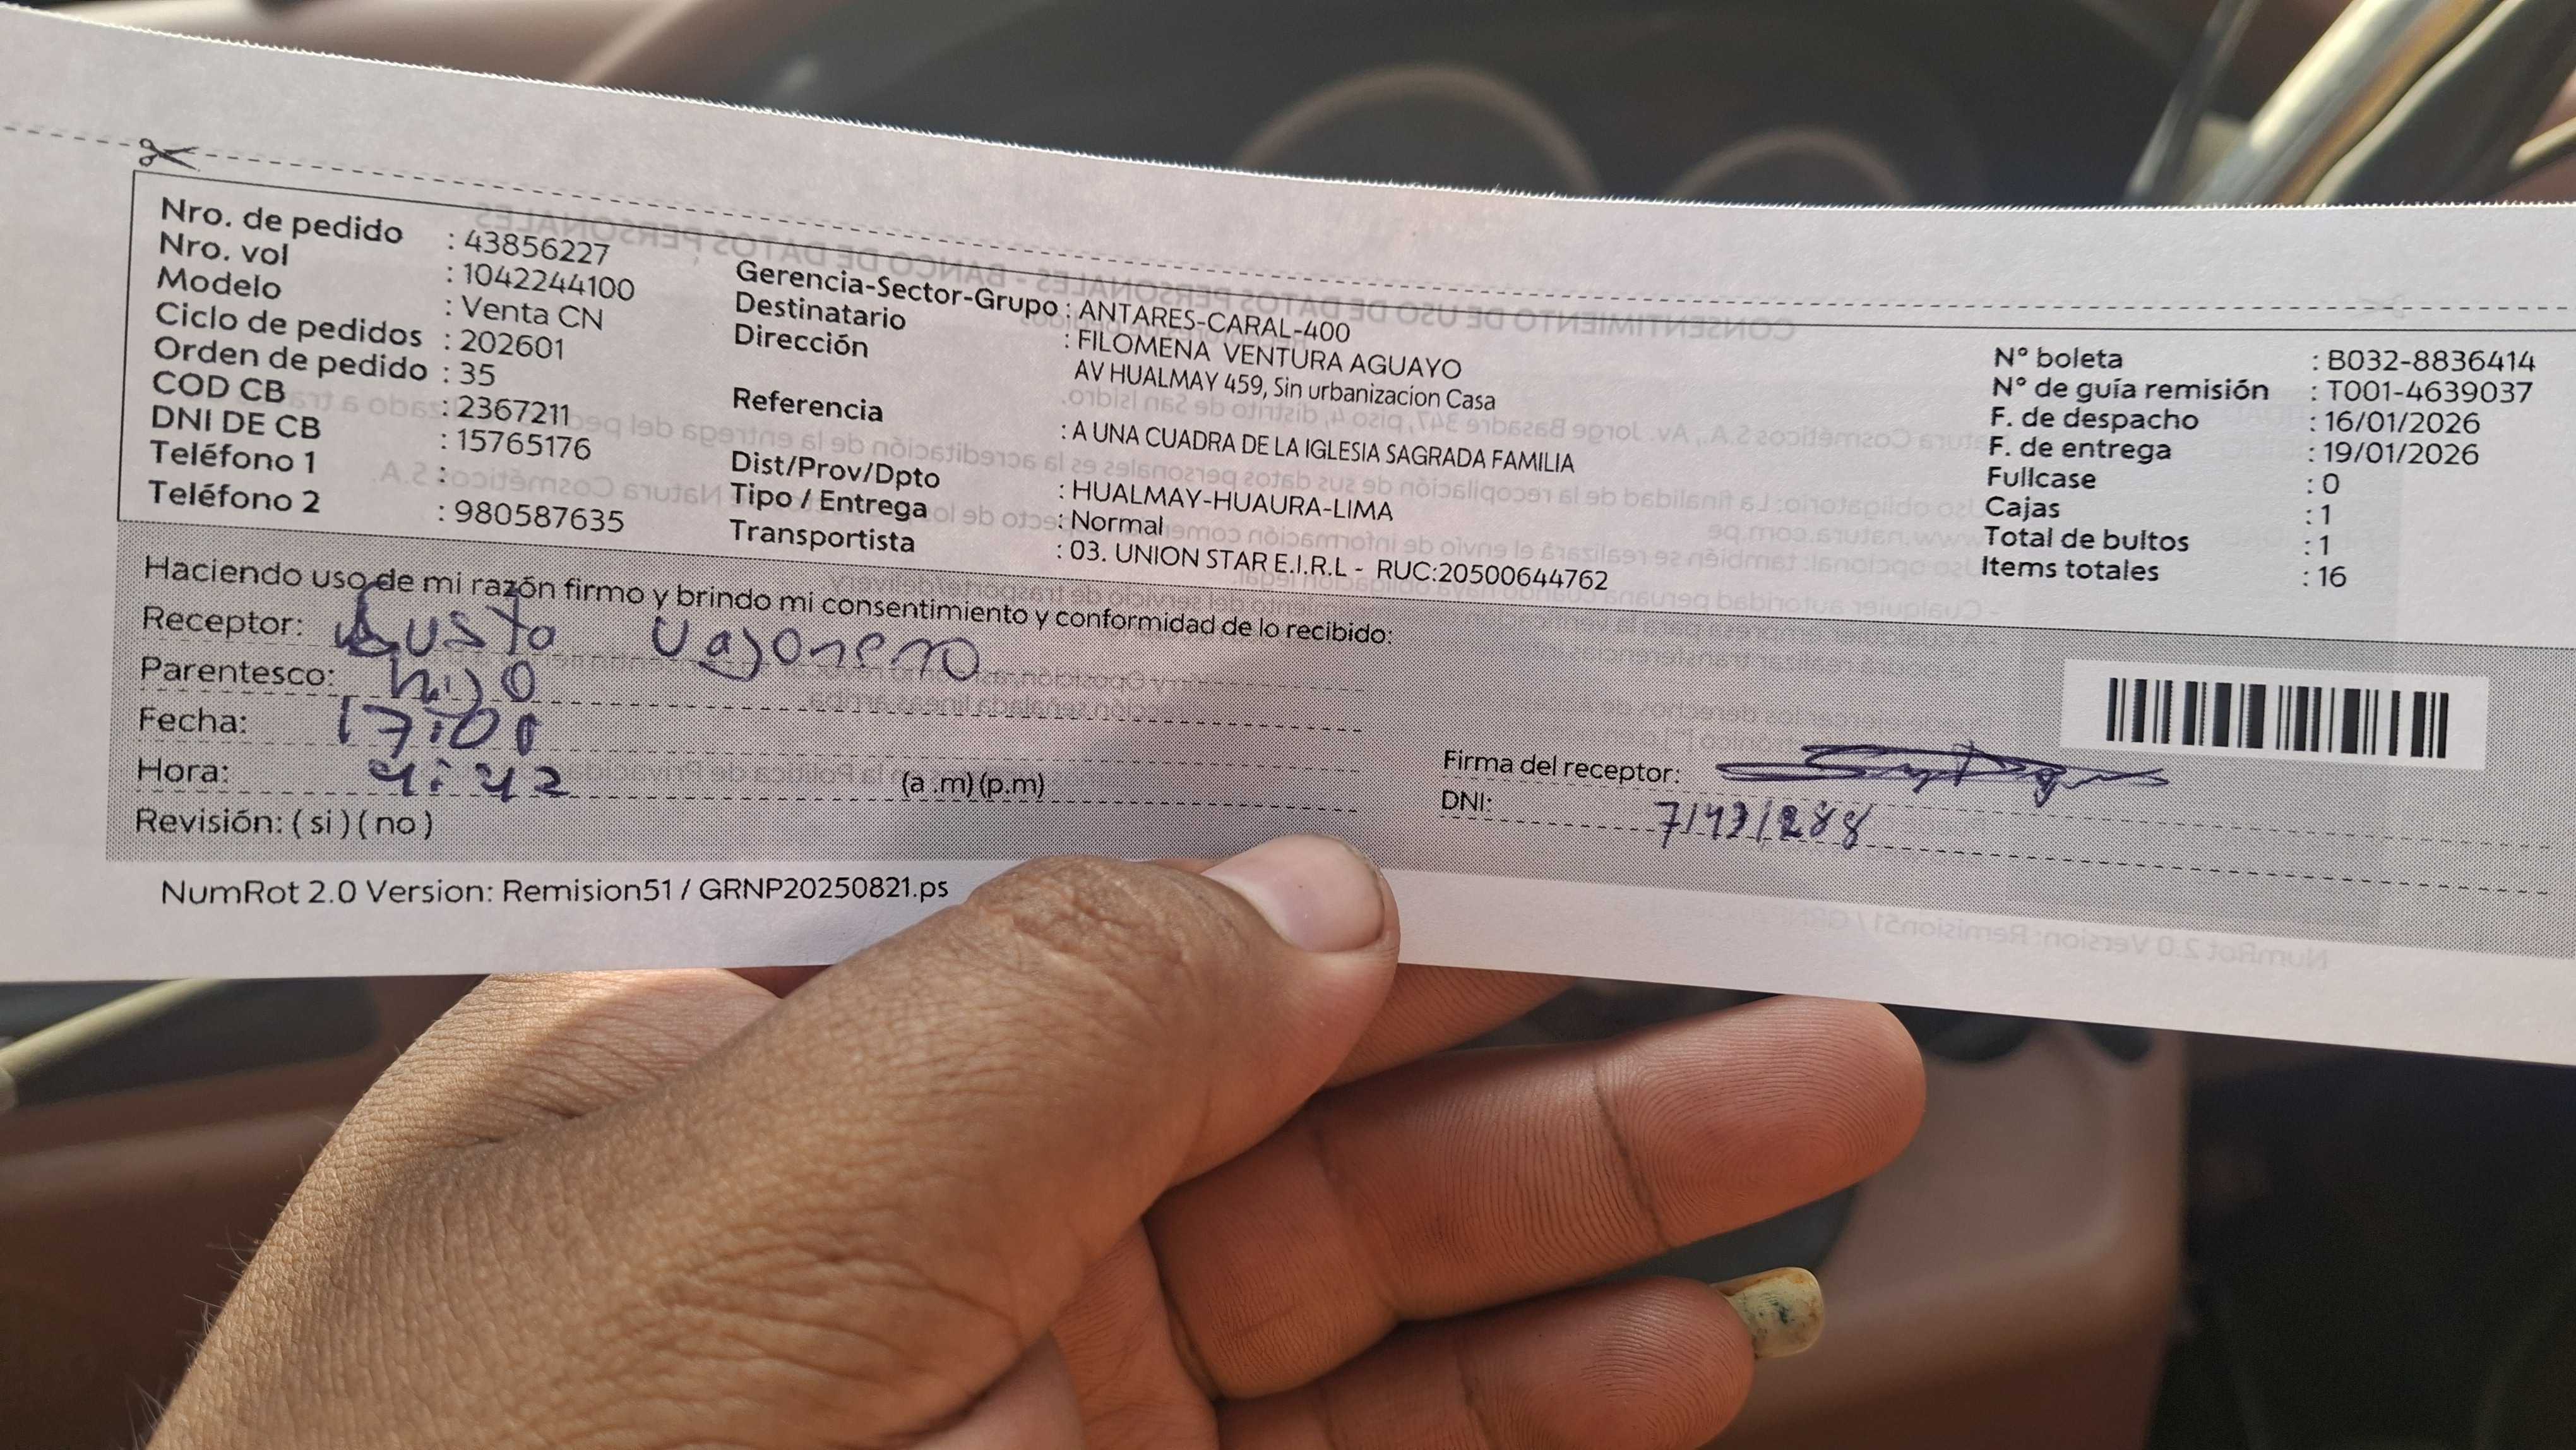 Nro. de pedido : 43856227
Nro. vol : 1042244100
Modelo : Venta CN
Ciclo de pedidos : 202601
Orden de pedido : 35
COD CB : 2367211
DNI DE CB : 15765176
Teléfono 1 :
Teléfono 2 : 980587635
Gerencia-Sector-Grupo : ANTARES-CARAL-400
Destinatario : FILOMENA VENTURA AGUAYO
Dirección AV HUALMAY 459, Sin urbanizacion Casa
Referencia : A UNA CUADRA DE LA IGLESIA SAGRADA FAMILIA
Dist/Prov/Dpto : HUALMAY-HUAURA-LIMA
Tipo / Entrega : Normal
Transportista : 03. UNION STAR E.I.R.L - RUC:20500644762
N° boleta : B032-8836414
N° de guía remisión : T001-4639037
F. de despacho : 16/01/2026
F. de entrega : 19/01/2026
Fullcase : 0
Cajas : 1
Total de bultos : 1
Items totales : 16
Haciendo uso de mi razón firmo y brindo mi consentimiento y conformidad de lo recibido:
Receptor:
Parentesco: hijo
Fecha: 17:01
Hora: 4:42 (a .m) (p.m)
Revisión: ( si ) ( no )
Firma del receptor:
DNI:
NumRot 2.0 Version: Remision51 / GRNP20250821.ps